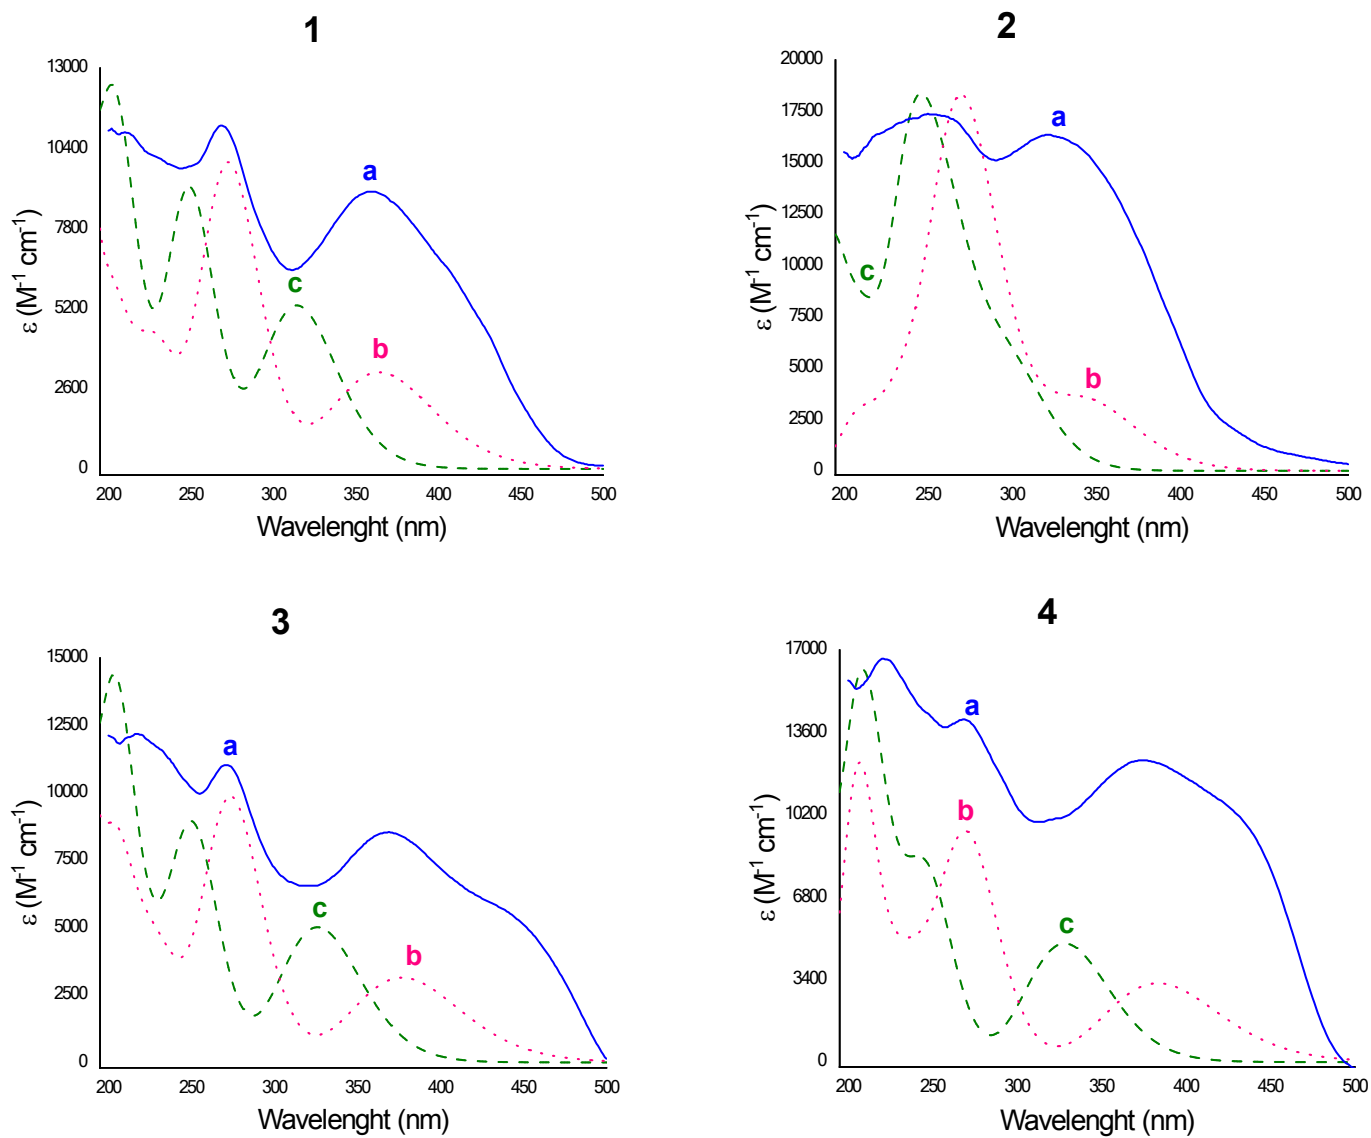 1
13000
10400
7800
5200
2600
0
ε (M-1 cm-1)
a
c
b
200 250 300 350 400 450 500
Wavelenght (nm)
2
20000
17500
15000
12500
10000
7500
5000
2500
0
ε (M-1 cm-1)
a
c
b
200 250 300 350 400 450 500
Wavelenght (nm)
3
15000
12500
10000
7500
5000
2500
0
ε (M-1 cm-1)
a
c
b
200 250 300 350 400 450 500
Wavelenght (nm)
4
17000
13600
10200
6800
3400
0
ε (M-1 cm-1)
a
b
c
200 250 300 350 400 450 500
Wavelenght (nm)